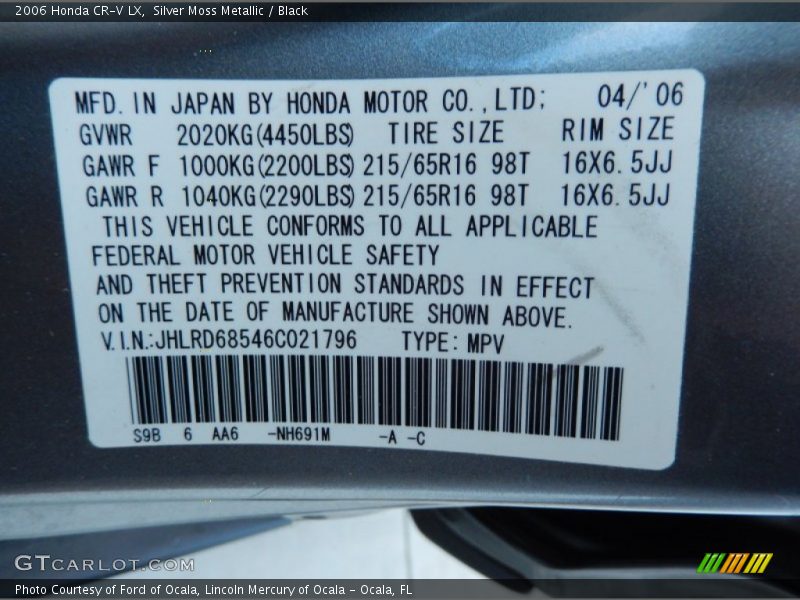 2006 Honda CR-V LX,  Silver Moss Metallic / Black
MFD. IN JAPAN BY HONDA MOTOR CO.,LTD; 04/'06
GVWR 2020KG(4450LBS) TIRE SIZE RIM SIZE
GAWR F 1000KG(2200LBS) 215/65R16 98T 16X6.5JJ
GAWR R 1040KG(2290LBS) 215/65R16 98T 16X6.5JJ
THIS VEHICLE CONFORMS TO ALL APPLICABLE
FEDERAL MOTOR VEHICLE SAFETY
AND THEFT PREVENTION STANDARDS IN EFFECT
ON THE DATE OF MANUFACTURE SHOWN ABOVE.
V.I.N.:JHLRD68546C021796 TYPE: MPV
S9B 6 AA6 -NH691M -A -C
GTCARLOT.COM
Photo Courtesy of Ford of Ocala, Lincoln Mercury of Ocala - Ocala, FL